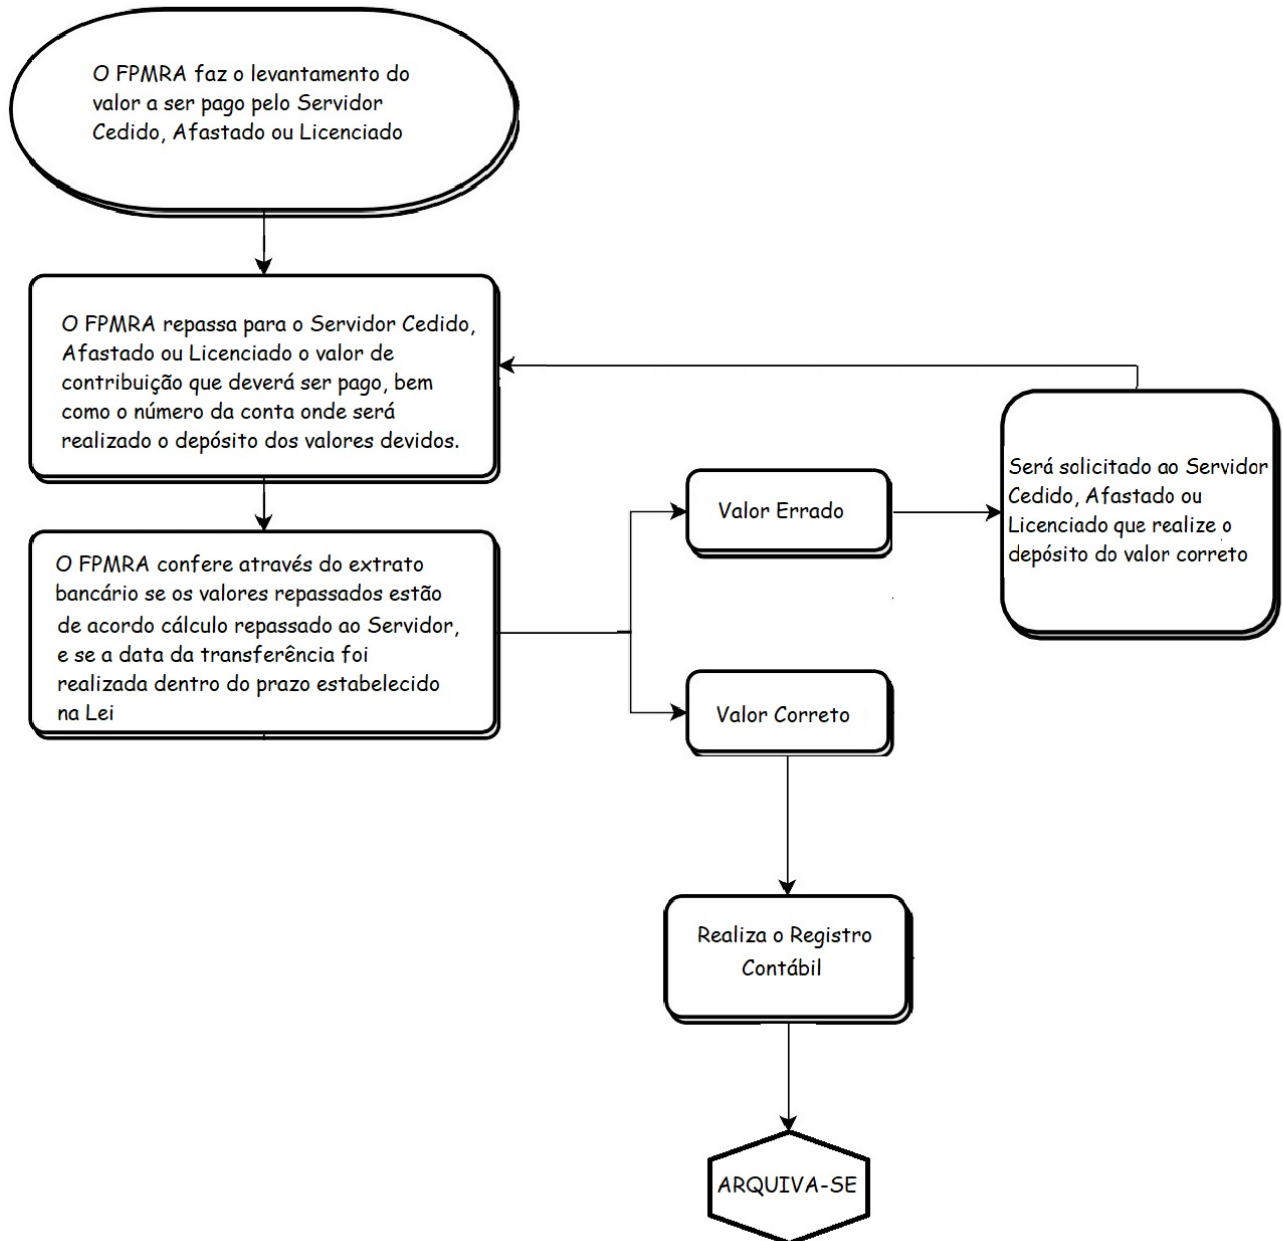 O FPMRA faz o levantamento do
valor a ser pago pelo Servidor
Cedido, Afastado ou Licenciado
O FPMRA repassa para o Servidor Cedido,
Afastado ou Licenciado o valor de
contribuição que deverá ser pago, bem
como o número da conta onde será
realizado o depósito dos valores devidos.
O FPMRA confere através do extrato
bancário se os valores repassados estão
de acordo cálculo repassado ao Servidor,
e se a data da transferência foi
realizada dentro do prazo estabelecido
na Lei
Valor Errado
Será solicitado ao Servidor
Cedido, Afastado ou
Licenciado que realize o
depósito do valor correto
Valor Correto
Realiza o Registro
Contábil
ARQUIVA-SE